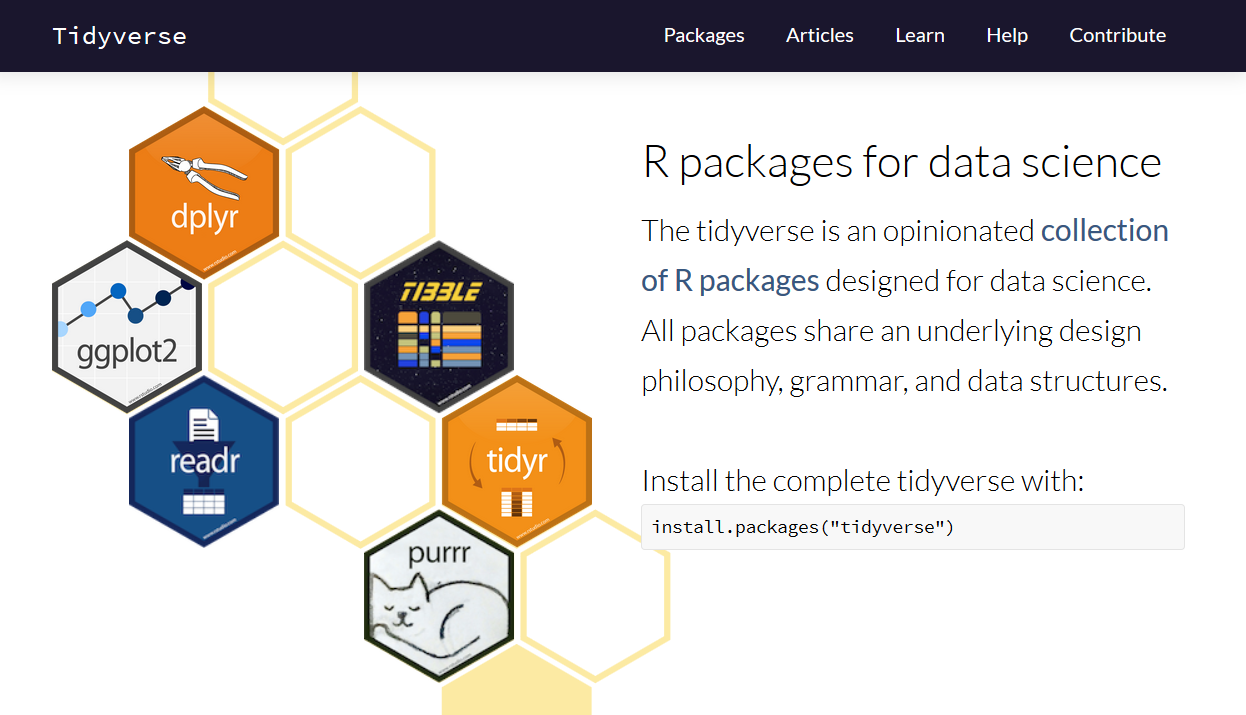 Tidyverse
Packages Articles Learn Help Contribute
dplyr
ggplot2
TIBBLE
readr
tidyr
purrr
R packages for data science
The tidyverse is an opinionated collection
of R packages designed for data science.
All packages share an underlying design
philosophy, grammar, and data structures.
Install the complete tidyverse with:
install.packages("tidyverse")